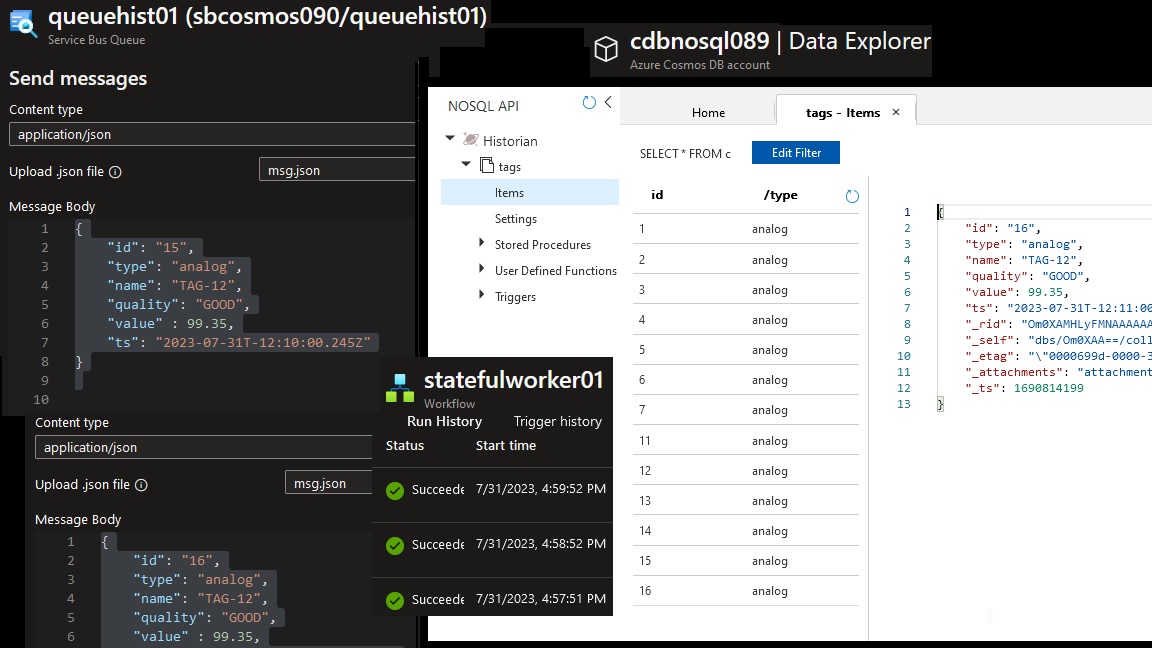 queuehist01 (sbcosmos090/queuehist01)
Service Bus Queue
Send messages
Content type
application/json
Upload .json file
msg.json
Message Body
1 {
2 "id": "15",
3 "type": "analog",
4 "name": "TAG-12",
5 "quality": "GOOD",
6 "value" : 99.35,
7 "ts": "2023-07-31T-12:10:00.245Z"
8 }
9
10
Content type
application/json
Upload .json file
msg.json
Message Body
1 {
2 "id": "16",
3 "type": "analog",
4 "name": "TAG-12",
5 "quality": "GOOD",
6 "value" : 99.35,
statefulworker01
Workflow
Run History Trigger history
Status Start time
Succeede 7/31/2023, 4:59:52 PM
Succeede 7/31/2023, 4:58:52 PM
Succeede 7/31/2023, 4:57:51 PM
cdbnosql089 | Data Explorer
Azure Cosmos DB account
NOSQL API
Historian
tags
Items
Settings
Stored Procedures
User Defined Functions
Triggers
Home tags - Items ×
SELECT * FROM c Edit Filter
id /type
1 analog
2 analog
3 analog
4 analog
5 analog
6 analog
7 analog
11 analog
12 analog
13 analog
14 analog
15 analog
16 analog
1 {
2 "id": "16",
3 "type": "analog",
4 "name": "TAG-12",
5 "quality": "GOOD",
6 "value": 99.35,
7 "ts": "2023-07-31T-12:11:00
8 "_rid": "Om0XAMHLyFMNAAAAAA
9 "_self": "dbs/Om0XAA==/coll
10 "_etag": "\"0000699d-0000-3
11 "_attachments": "attachment
12 "_ts": 1690814199
13 }